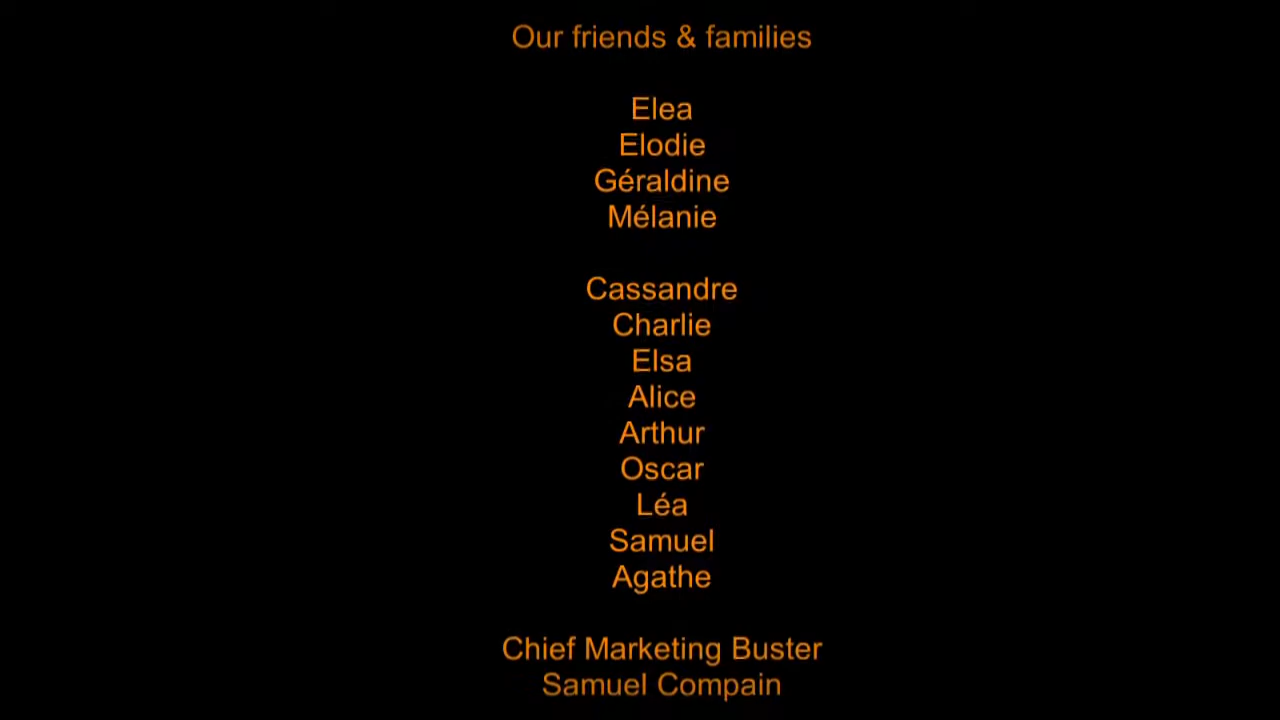 Our friends & families
Elea
Elodie
Géraldine
Mélanie
Cassandre
Charlie
Elsa
Alice
Arthur
Oscar
Léa
Samuel
Agathe
Chief Marketing Buster
Samuel Compain